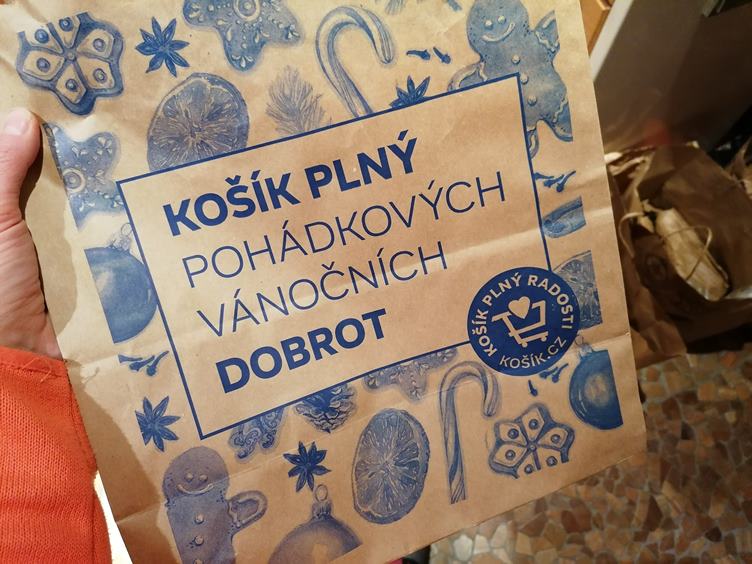 KOŠÍK PLNÝ
POHÁDKOVÝCH
VÁNOČNÍCH
DOBROT
KOŠÍK PLNÝ RADOSTI
KOŠÍK.CZ